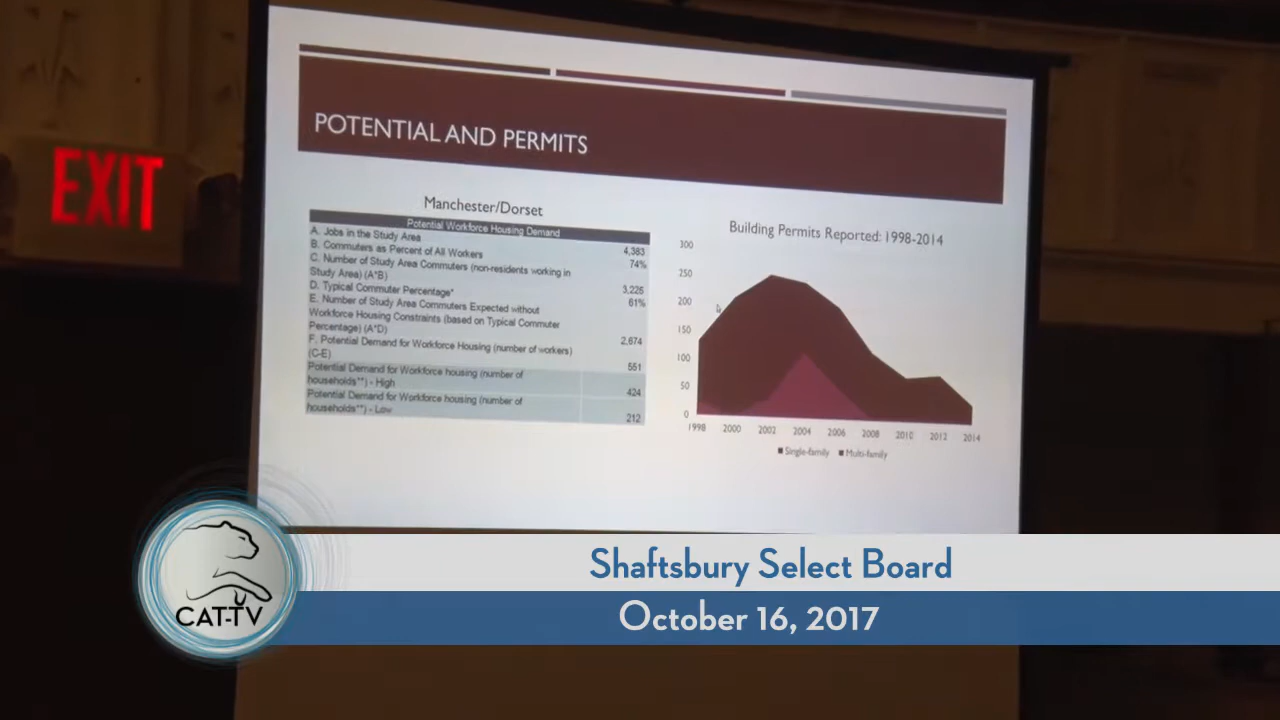 POTENTIAL AND PERMITS
EXIT
Manchester/Dorset
Potential Workforce Housing Demand
A. Jobs in the Study Area 4,383
B. Commuters as Percent of All Workers 74%
C. Number of Study Area Commuters (non-residents working in
Study Area) (A*B) 3,226
D. Typical Commuter Percentage* 61%
E. Number of Study Area Commuters Expected without
Workforce Housing Constraints (based on Typical Commuter
Percentage) (A*D) 2,674
F. Potential Demand for Workforce Housing (number of workers)
(C-E) 551
Potential Demand for Workforce housing (number of
households**) - High 424
Potential Demand for Workforce housing (number of
households**) - Low 212
Building Permits Reported: 1998-2014
300
250
200
150
100
50
0
1998 2000 2002 2004 2006 2008 2010 2012 2014
Single-family Multi-family
CAT-TV
Shaftsbury Select Board
October 16, 2017